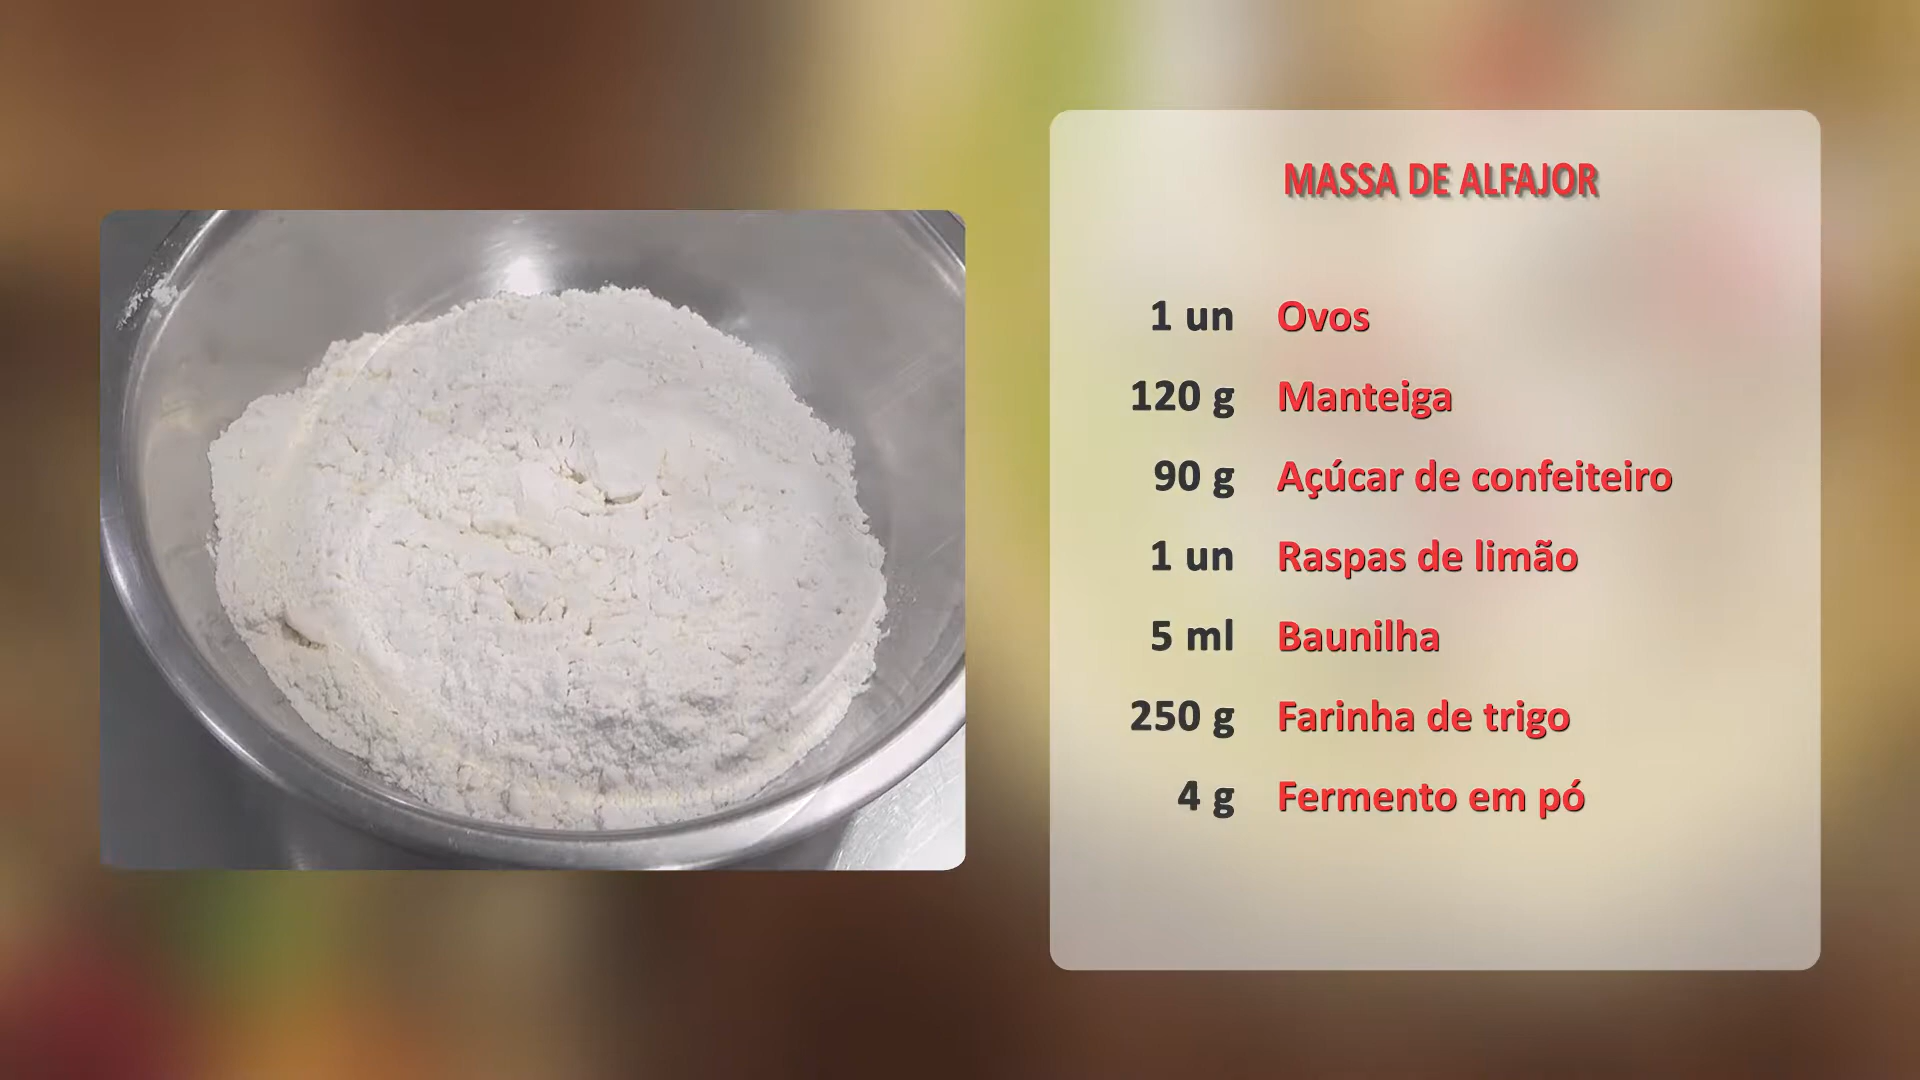 MASSA DE ALFAJOR
1 un Ovos
120 g Manteiga
90 g Açúcar de confeiteiro
1 un Raspas de limão
5 ml Baunilha
250 g Farinha de trigo
4 g Fermento em pó